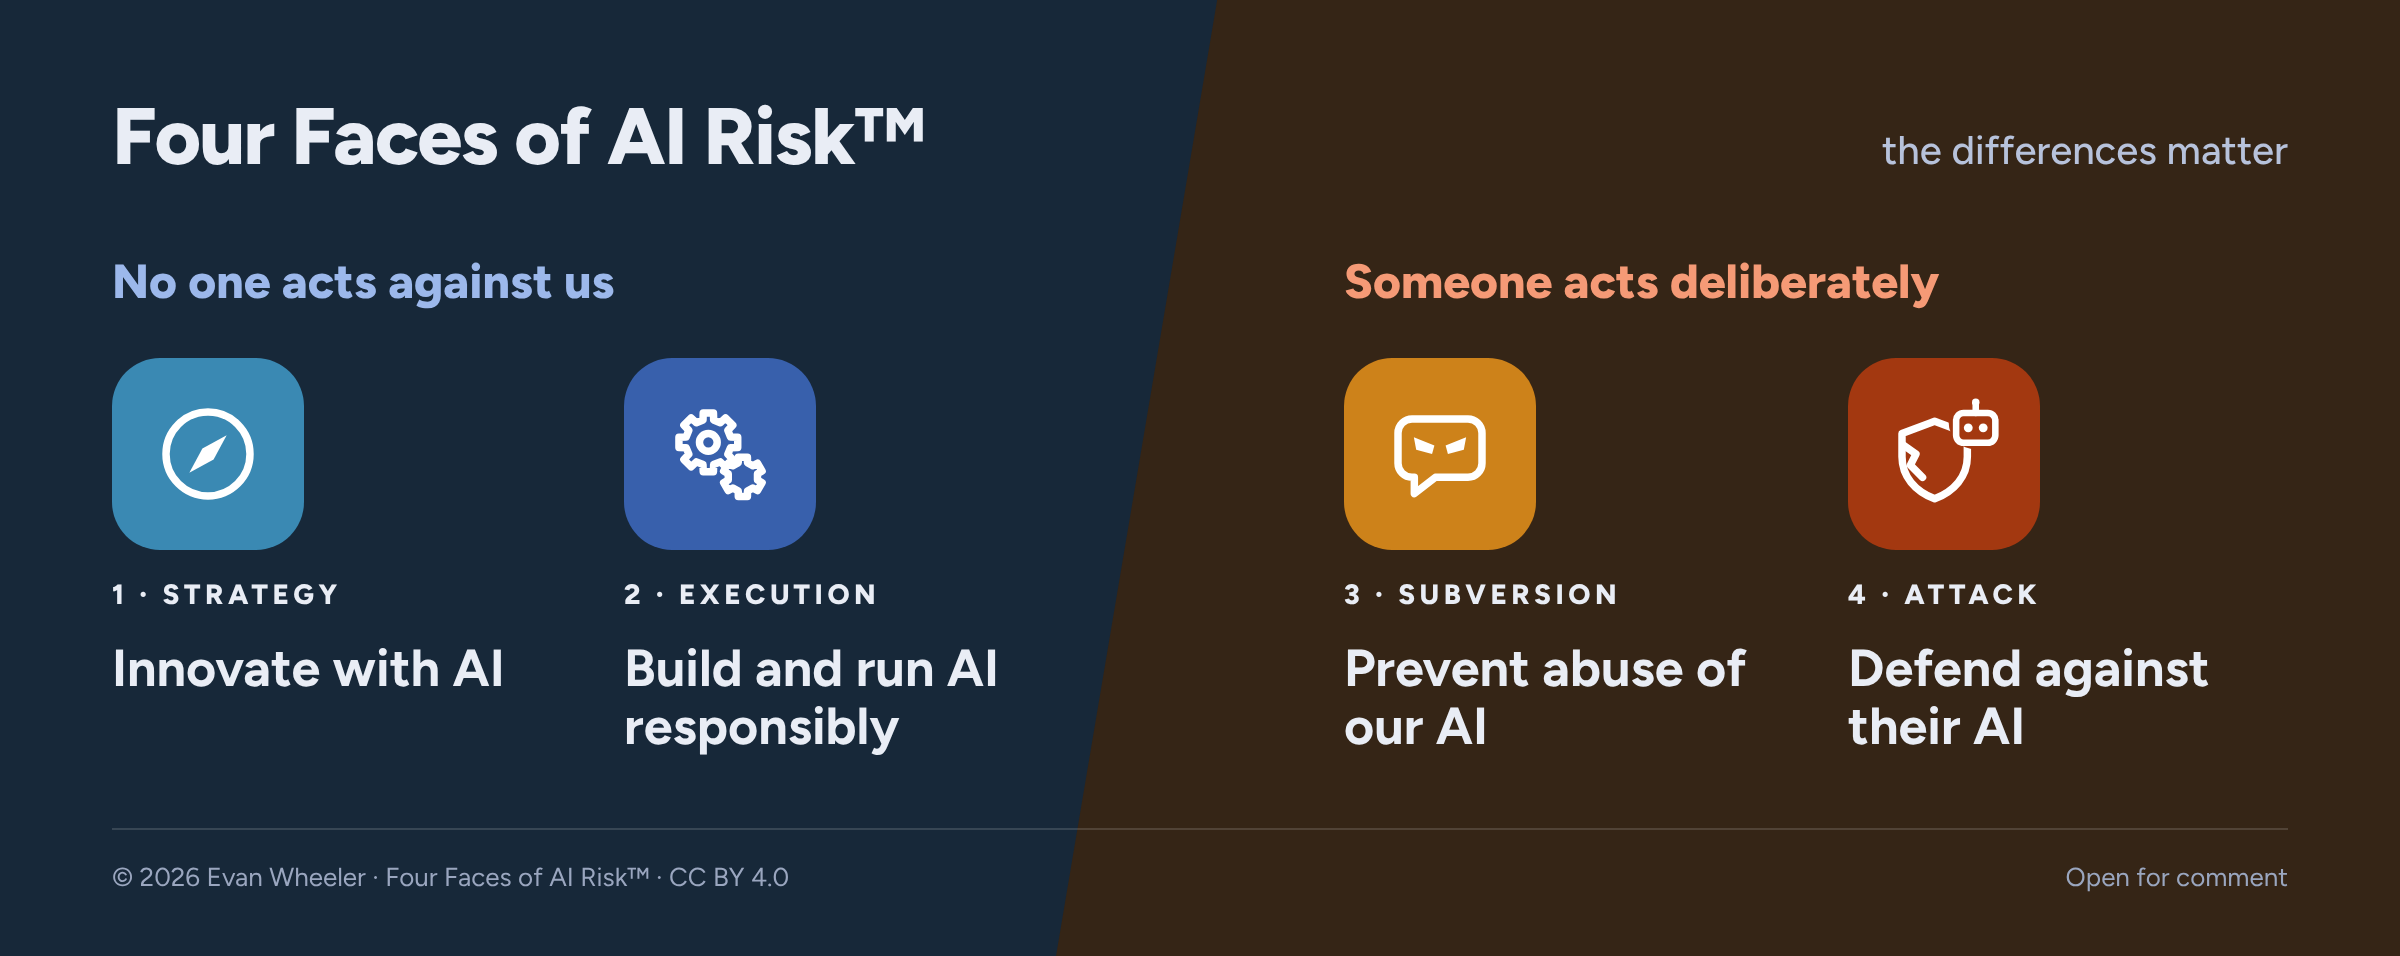 Four Faces of AI Risk™
the differences matter
No one acts against us
Someone acts deliberately
1 · STRATEGY
Innovate with AI
2 · EXECUTION
Build and run AI
responsibly
3 · SUBVERSION
Prevent abuse of
our AI
4 · ATTACK
Defend against
their AI
© 2026 Evan Wheeler · Four Faces of AI Risk™ · CC BY 4.0
Open for comment